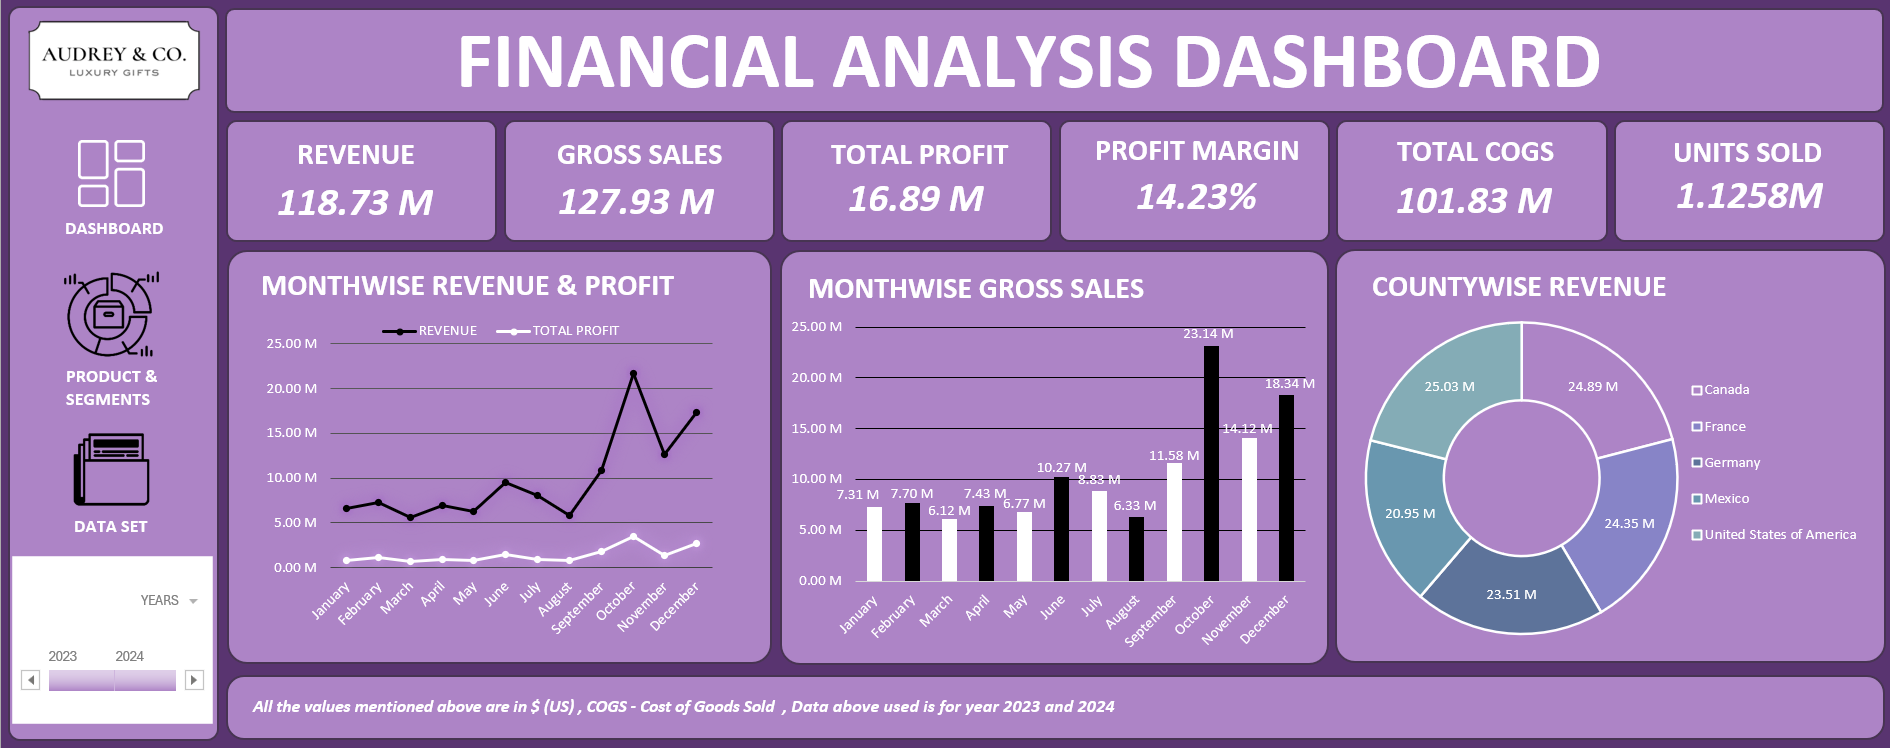 AUDREY & CO.
LUXURY GIFTS
DASHBOARD
PRODUCT &
SEGMENTS
DATA SET
YEARS
2023 2024
FINANCIAL ANALYSIS DASHBOARD
REVENUE
118.73 M
GROSS SALES
127.93 M
TOTAL PROFIT
16.89 M
PROFIT MARGIN
14.23%
TOTAL COGS
101.83 M
UNITS SOLD
1.1258M
MONTHWISE REVENUE & PROFIT
REVENUE TOTAL PROFIT
25.00 M
20.00 M
15.00 M
10.00 M
5.00 M
0.00 M
January
February
March
April
May
June
July
August
September
October
November
December
MONTHWISE GROSS SALES
25.00 M
20.00 M
15.00 M
10.00 M
5.00 M
0.00 M
7.31 M
7.70 M
6.12 M
7.43 M
6.77 M
10.27 M
8.83 M
6.33 M
11.58 M
23.14 M
14.12 M
18.34 M
January
February
March
April
May
June
July
August
September
October
November
December
COUNTYWISE REVENUE
24.89 M
24.35 M
23.51 M
20.95 M
25.03 M
Canada
France
Germany
Mexico
United States of America
All the values mentioned above are in $ (US) , COGS - Cost of Goods Sold , Data above used is for year 2023 and 2024